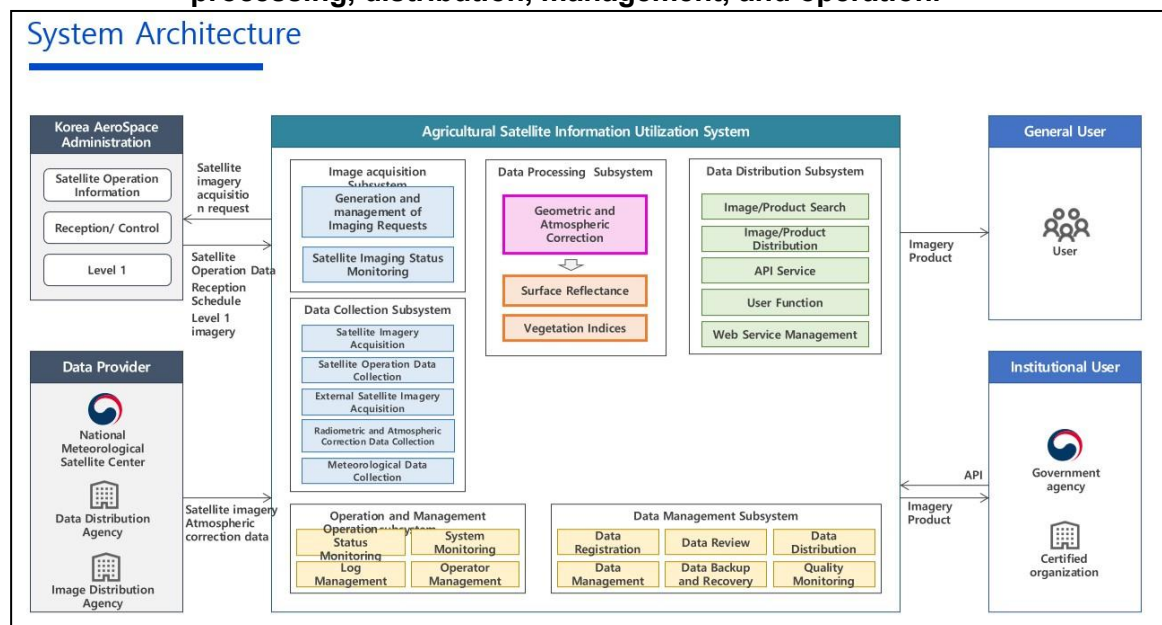 processing, distribution, management, and operation.
System Architecture
Korea AeroSpace
Administration
Satellite Operation
Information
Reception/ Control
Level 1
Satellite
imagery
acquisitio
n request
Satellite
Operation Data
Reception
Schedule
Level 1
imagery
Data Provider
National
Meteorological
Satellite Center
Data Distribution
Agency
Image Distribution
Agency
Satellite imagery
Atmospheric
correction data
Agricultural Satellite Information Utilization System
Image acquisition
Subsystem
Generation and
management of
Imaging Requests
Satellite Imaging Status
Monitoring
Data Collection Subsystem
Satellite Imagery
Acquisition
Satellite Operation Data
Collection
External Satellite Imagery
Acquisition
Radiometric and Atmospheric
Correction Data Collection
Meteorological Data
Collection
Data Processing Subsystem
Geometric and
Atmospheric
Correction
Surface Reflectance
Vegetation Indices
Data Distribution Subsystem
Image/Product Search
Image/Product
Distribution
API Service
User Function
Web Service Management
Operation and Management
subsystem
Operation
Status
Monitoring
System
Monitoring
Log
Management
Operator
Management
Data Management Subsystem
Data
Registration
Data Review
Data
Distribution
Data
Management
Data Backup
and Recovery
Quality
Monitoring
Imagery
Product
General User
User
API
Imagery
Product
Institutional User
Government
agency
Certified
organization